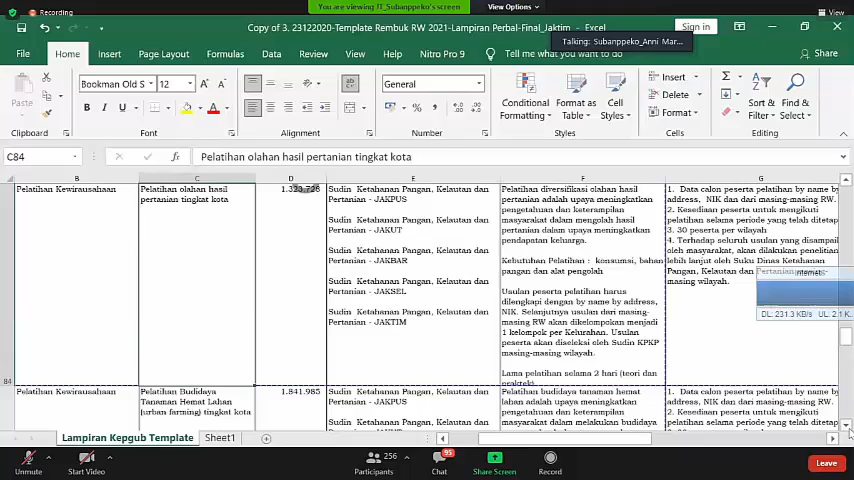 Recording
You are viewing JT_Subanppeko's screen
View Options
View
Copy of 3. 23122020-Template Rembuk RW 2021-Lampiran Perbal-Final_Jaktim - Excel
Sign in
Talking: Subanppeko_Anni Mar...
File Home Insert Page Layout Formulas Data Review View Help Nitro Pro 9 Tell me what you want to do Share
Paste
Bookman Old S 12
General
B I U
Conditional Formatting
Format as Table
Cell Styles
Insert
Delete
Format
Sort & Filter
Find & Select
Clipboard Font Alignment Number Styles Cells Editing
C84 fx Pelatihan olahan hasil pertanian tingkat kota
B C D E F G
84
Pelatihan Kewirausahaan
Pelatihan olahan hasil
pertanian tingkat kota
Sudin Ketahanan Pangan, Kelautan dan
Pertanian - JAKPUS
Sudin Ketahanan Pangan, Kelautan dan
Pertanian - JAKUT
Sudin Ketahanan Pangan, Kelautan dan
Pertanian - JAKBAR
Sudin Ketahanan Pangan, Kelautan dan
Pertanian - JAKSEL
Sudin Ketahanan Pangan, Kelautan dan
Pertanian - JAKTIM
Pelatihan diversifikasi olahan hasil
pertanian adalah upaya meningkatkan
pengetahuan dan keterampilan
masyarakat dalam mengolah hasil
pertanian dalam upaya meningkatkan
pendapatan keluarga.
Kebutuhan Pelatihan : konsumsi, bahan
pangan dan alat pengolah
Usulan peserta pelatihan harus
dilengkapi dengan by name by address,
NIK. Selanjutnya usulan dari masing-
masing RW akan dikelompokan menjadi
1 kelompok per Kelurahan. Usulan
peserta akan diseleksi oleh Sudin KPKP
masing-masing wilayah.
Lama pelatihan selama 2 hari (teori dan
praktek)
1. Data calon peserta pelatihan by name by
address, NIK dan dari masing-masing RW.
2. Kesediaan peserta untuk mengikuti
pelatihan selama periode yang telah ditetap
3. 30 peserta per wilayah
4. Terhadap seluruh usulan yang disampail
oleh masyarakat, akan dilakukan penelitian
lebih lanjut oleh Suku Dinas Ketahanan
Pangan, Kelautan dan Pertanian masing-
masing wilayah.
DL: 231.3 KB/s UL: 2.1 K..
Pelatihan Kewirausahaan
Pelatihan Budidaya
Tanaman Hemat Lahan
(urban farming) tingkat kota
1.841.985
Sudin Ketahanan Pangan, Kelautan dan
Pertanian - JAKPUS
Sudin Ketahanan Pangan, Kelautan dan
Pelatihan budidaya tanaman hemat
lahan adalah upaya meningkatkan
pengetahuan dan keterampilan
masyarakat dalam melakukan budidaya
1. Data calon peserta pelatihan by name by
address, NIK dan dari masing-masing RW.
2. Kesediaan peserta untuk mengikuti
pelatihan selama periode yang telah ditetap
Lampiran Kepgub Template Sheet1
Unmute Start Video
256
Participants
95
Chat
Share Screen
Record
Leave